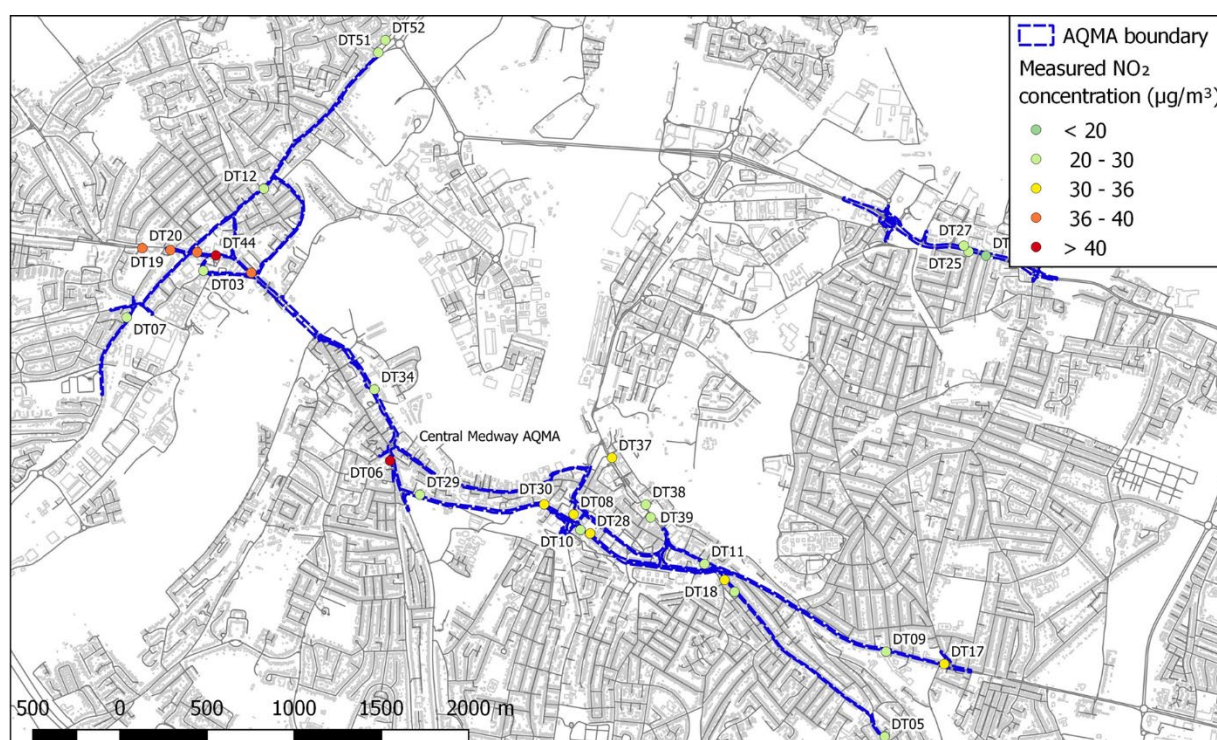 DT52
DT51
AQMA boundary
Measured NO₂
concentration (µg/m³)
< 20
20 - 30
30 - 36
36 - 40
> 40
DT12
DT20
DT44
DT19
DT03
DT07
DT27
DT25
DT34
Central Medway AQMA
DT37
DT06
DT29
DT30
DT08
DT38
DT28
DT39
DT10
DT11
DT18
DT09
DT17
DT05
500 0 500 1000 1500 2000 m